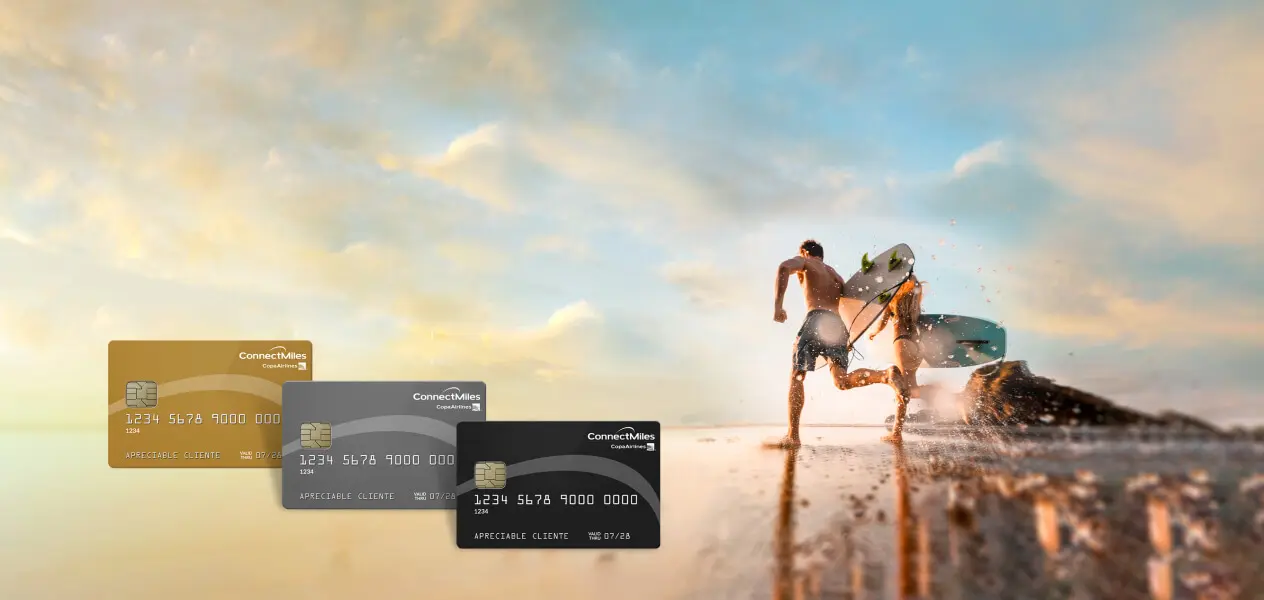 ConnectMiles
CopaAirlines
1234 5678 9000 000
1234
APRECIABLE CLIENTE VALID THRU 07/28
ConnectMiles
CopaAirlines
1234 5678 9000 000
1234
APRECIABLE CLIENTE VALID THRU 07/28
ConnectMiles
CopaAirlines
1234 5678 9000 0000
1234
APRECIABLE CLIENTE VALID THRU 07/28